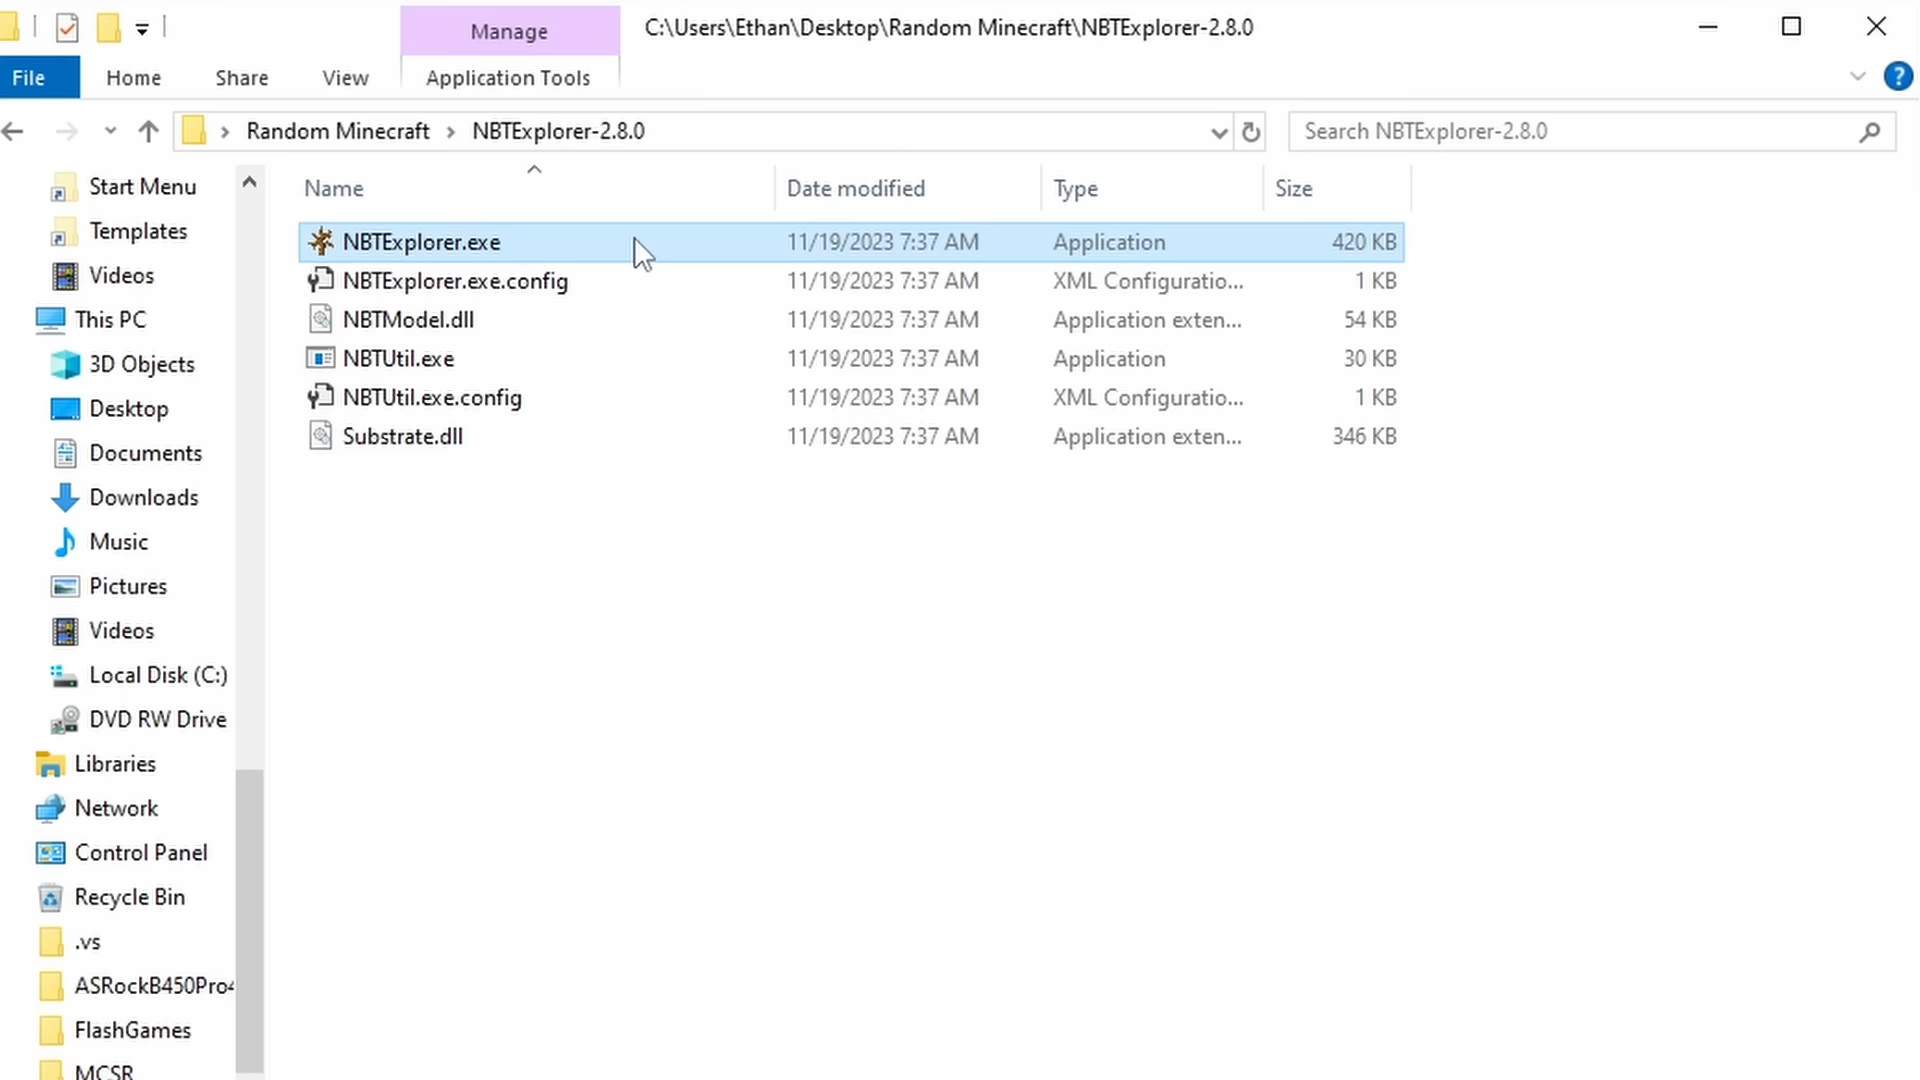 Manage
C:\Users\Ethan\Desktop\Random Minecraft\NBTExplorer-2.8.0
File
Home
Share
View
Application Tools
?
Random Minecraft
NBTExplorer-2.8.0
Search NBTExplorer-2.8.0
Start Menu
Templates
Videos
This PC
3D Objects
Desktop
Documents
Downloads
Music
Pictures
Videos
Local Disk (C:)
DVD RW Drive
Libraries
Network
Control Panel
Recycle Bin
.vs
ASRockB450Pro4
FlashGames
MCSR
Name Date modified Type Size
NBTExplorer.exe 11/19/2023 7:37 AM Application 420 KB
NBTExplorer.exe.config 11/19/2023 7:37 AM XML Configuratio... 1 KB
NBTModel.dll 11/19/2023 7:37 AM Application exten... 54 KB
NBTUtil.exe 11/19/2023 7:37 AM Application 30 KB
NBTUtil.exe.config 11/19/2023 7:37 AM XML Configuratio... 1 KB
Substrate.dll 11/19/2023 7:37 AM Application exten... 346 KB